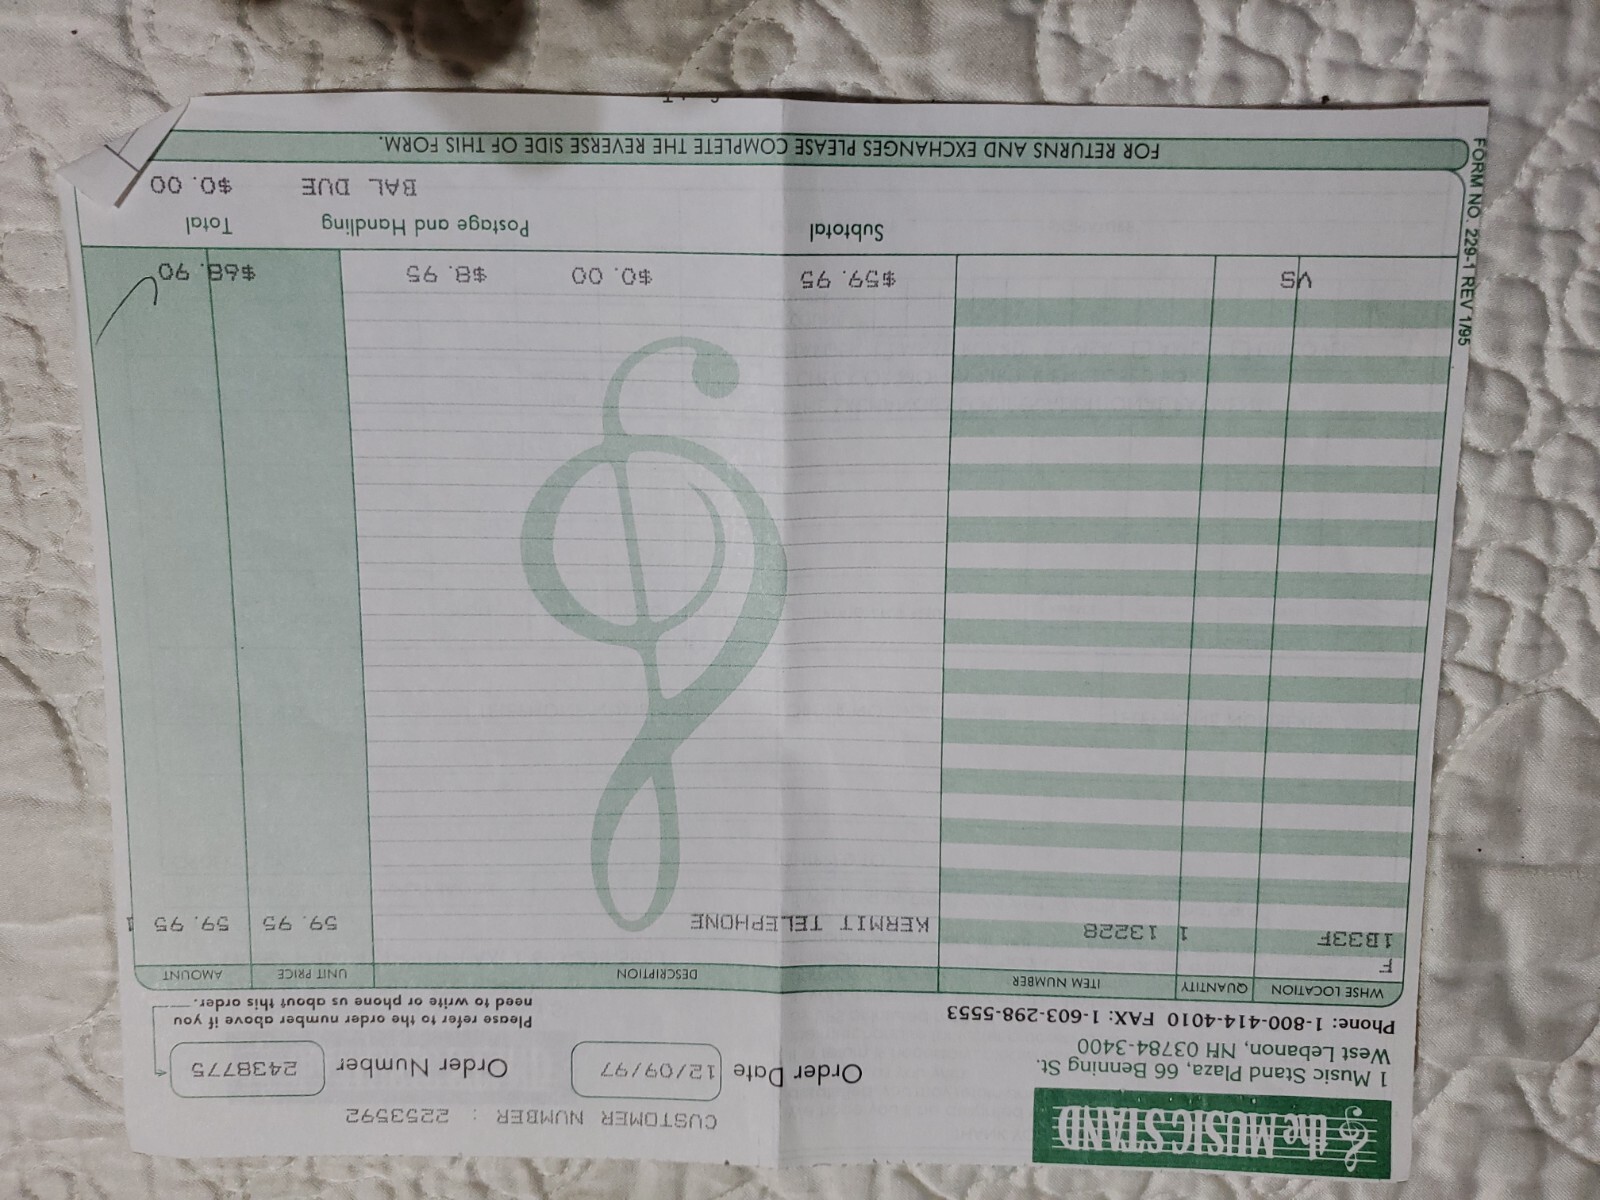 the MUSIC STAND
1 Music Stand Plaza, 66 Benning St.
West Lebanon, NH 03784-3400
Phone: 1-800-414-4010 FAX: 1-603-298-5553
CUSTOMER NUMBER : 2253592
Order Date 12/09/97 Order Number 2438775
Please refer to the order number above if you
need to write or phone us about this order.
WHSE LOCATION QUANTITY ITEM NUMBER DESCRIPTION UNIT PRICE AMOUNT
F
1B33F 1 13228 KERMIT TELEPHONE 59.95 59.95 1
VS $59.95 $0.00 $8.95 $68.90
Subtotal Postage and Handling Total
BAL DUE $0.00
FOR RETURNS AND EXCHANGES PLEASE COMPLETE THE REVERSE SIDE OF THIS FORM.
FORM NO. 229-1 REV 1/95